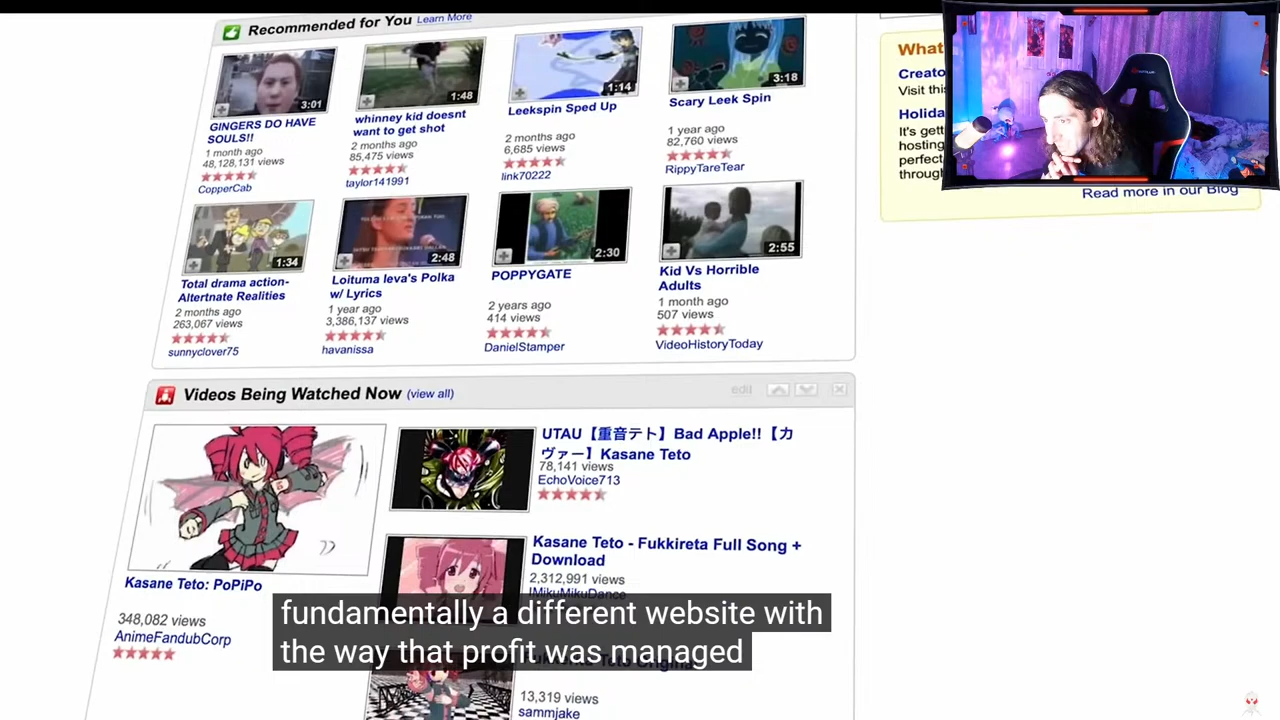 Recommended for You Learn More
3:01
1:48
1:14
3:18
GINGERS DO HAVE
SOULS!!
1 month ago
48,128,131 views
CopperCab
whinney kid doesnt
want to get shot
2 months ago
85,475 views
taylor141991
Leekspin Sped Up
2 months ago
6,685 views
link70222
Scary Leek Spin
1 year ago
82,760 views
RippyTareTear
1:34
2:48
2:30
2:55
Total drama action-
Altertnate Realities
2 months ago
263,067 views
sunnyclover75
Loituma Ieva's Polka
w/ Lyrics
1 year ago
3,386,137 views
havanissa
POPPYGATE
2 years ago
414 views
DanielStamper
Kid Vs Horrible
Adults
1 month ago
507 views
VideoHistoryToday
What
Creato
Visit this
Holida
It's gett
hosting
perfect
through
Read more in our Blog
Videos Being Watched Now (view all)
edit
Kasane Teto: PoPiPo
348,082 views
AnimeFandubCorp
UTAU【重音テト】Bad Apple!!【カ
ヴァー】Kasane Teto
78,141 views
EchoVoice713
Kasane Teto - Fukkireta Full Song +
Download
2,312,991 views
IMikuMikuDance
13,319 views
sammjake
fundamentally a different website with
the way that profit was managed